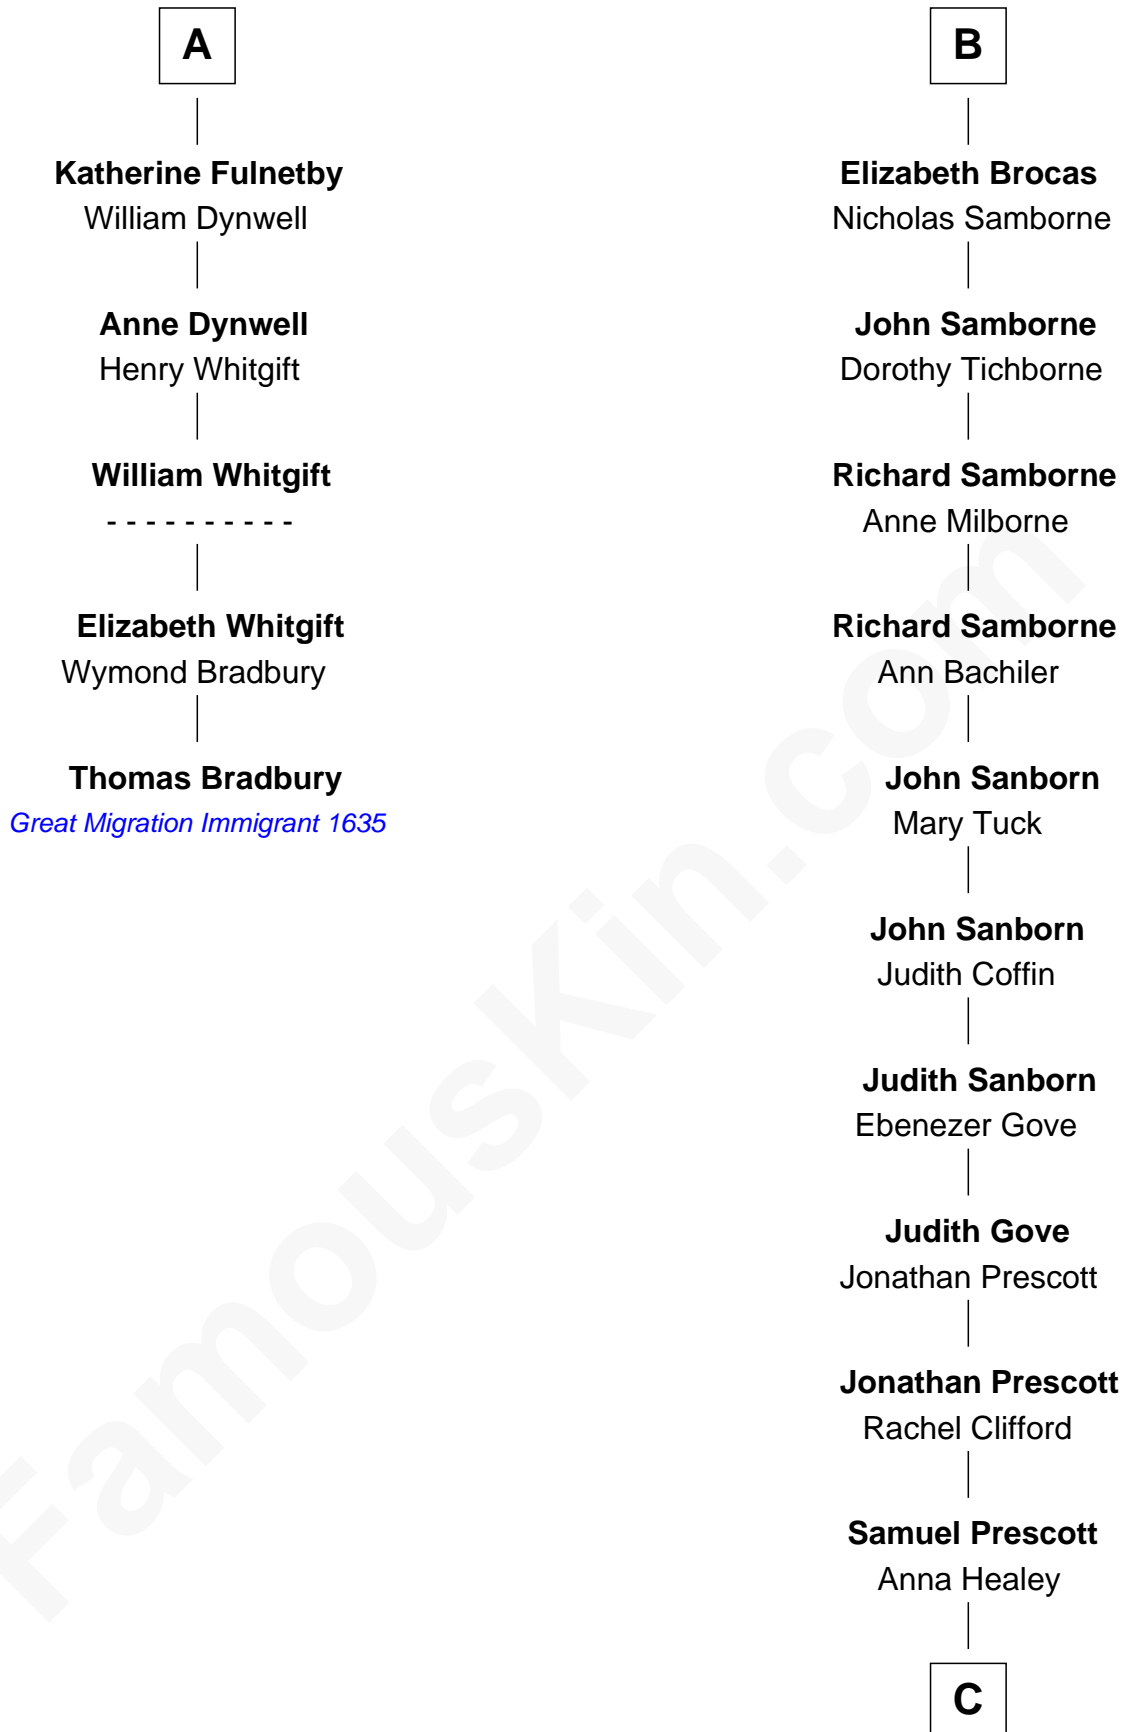 A
Katherine Fulnetby
William Dynwell
Anne Dynwell
Henry Whitgift
William Whitgift
- - - - - - - - - -
Elizabeth Whitgift
Wymond Bradbury
Thomas Bradbury
Great Migration Immigrant 1635
B
Elizabeth Brocas
Nicholas Samborne
John Samborne
Dorothy Tichborne
Richard Samborne
Anne Milborne
Richard Samborne
Ann Bachiler
John Sanborn
Mary Tuck
John Sanborn
Judith Coffin
Judith Sanborn
Ebenezer Gove
Judith Gove
Jonathan Prescott
Jonathan Prescott
Rachel Clifford
Samuel Prescott
Anna Healey
C
FamousKin.com